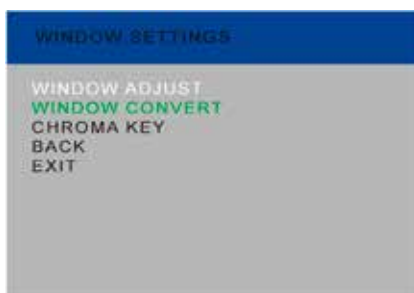 WINDOW SETTINGS
WINDOW ADJUST
WINDOW CONVERT
CHROMA KEY
BACK
EXIT